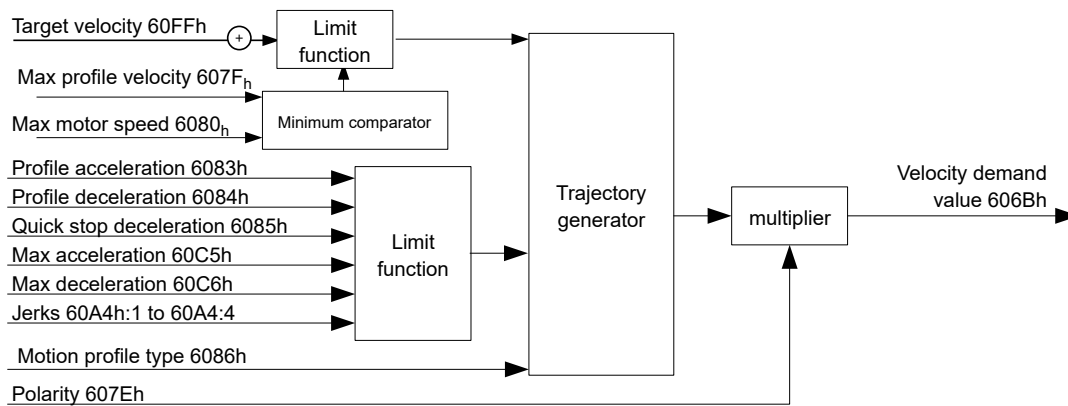 Target velocity 60FFh
+
Limit
function
Max profile velocity 607Fh
Minimum comparator
Max motor speed 6080h
Profile acceleration 6083h
Profile deceleration 6084h
Quick stop deceleration 6085h
Max acceleration 60C5h
Max deceleration 60C6h
Jerks 60A4h:1 to 60A4:4
Limit
function
Motion profile type 6086h
Polarity 607Eh
Trajectory
generator
multiplier
Velocity demand
value 606Bh